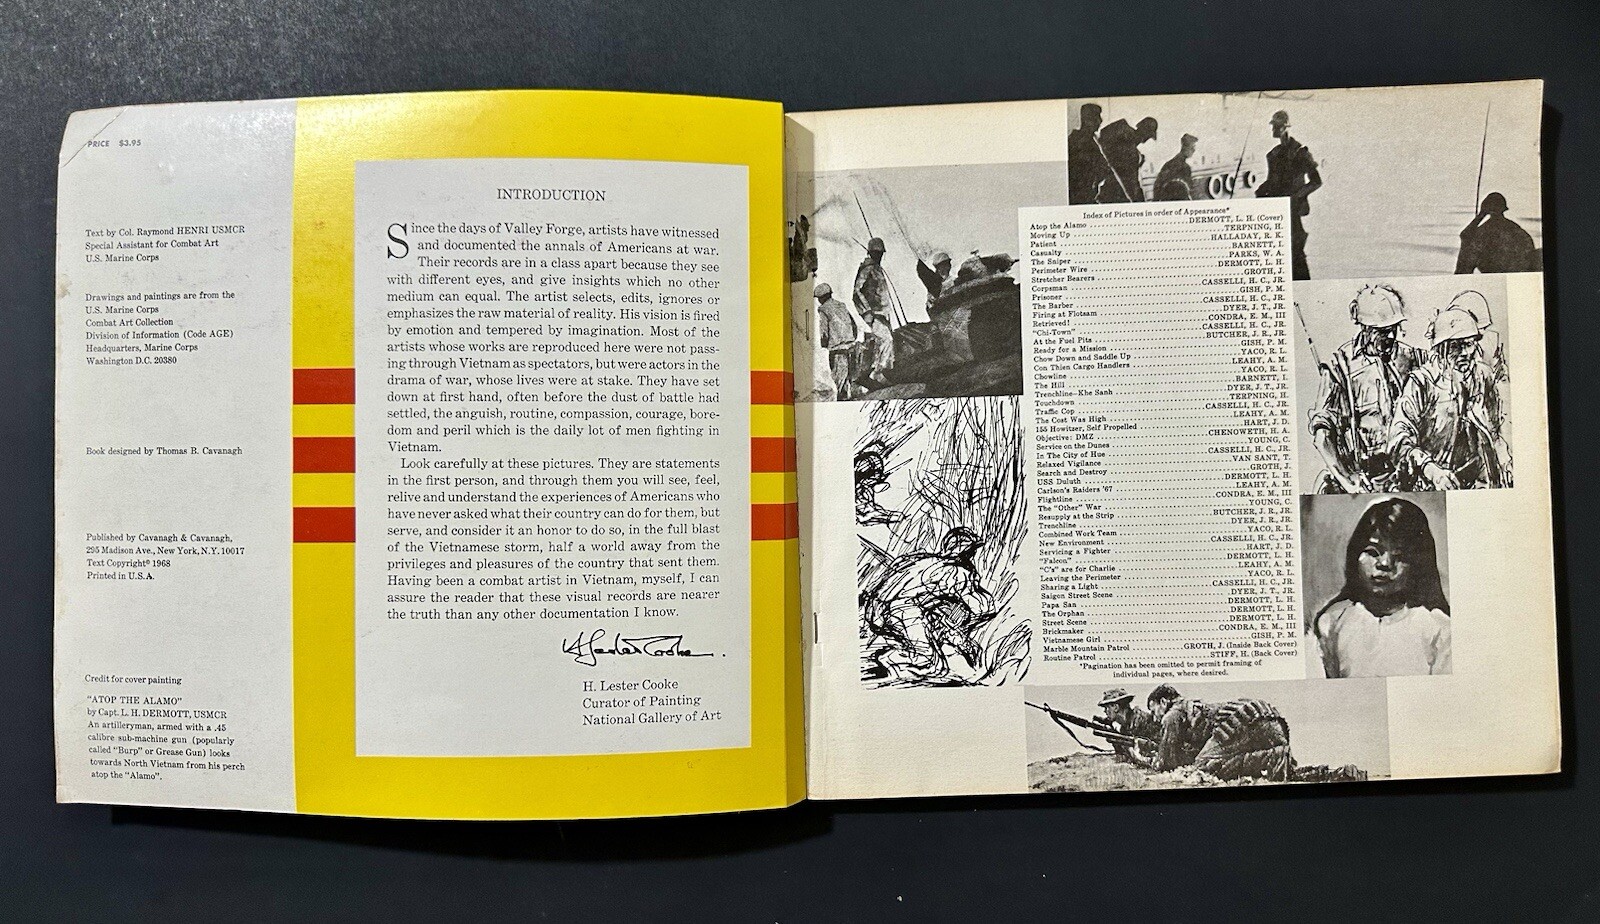 PRICE $3.95
Text by Col. Raymond HENRI USMCR
Special Assistant for Combat Art
U.S. Marine Corps
Drawings and paintings are from the
U.S. Marine Corps
Combat Art Collection
Division of Information (Code AGE)
Headquarters, Marine Corps
Washington D.C. 20380
Book designed by Thomas B. Cavanagh
Published by Cavanagh & Cavanagh,
295 Madison Ave., New York, N.Y. 10017
Text Copyright© 1968
Printed in U.S.A.
Credit for cover painting
"ATOP THE ALAMO"
by Capt. L. H. DERMOTT, USMCR
An artilleryman, armed with a .45
calibre sub-machine gun (popularly
called "Burp" or Grease Gun) looks
towards North Vietnam from his perch
atop the "Alamo".
INTRODUCTION
Since the days of Valley Forge, artists have witnessed
and documented the annals of Americans at war.
Their records are in a class apart because they see
with different eyes, and give insights which no other
medium can equal. The artist selects, edits, ignores or
emphasizes the raw material of reality. His vision is fired
by emotion and tempered by imagination. Most of the
artists whose works are reproduced here were not pass-
ing through Vietnam as spectators, but were actors in the
drama of war, whose lives were at stake. They have set
down at first hand, often before the dust of battle had
settled, the anguish, routine, compassion, courage, bore-
dom and peril which is the daily lot of men fighting in
Vietnam.
Look carefully at these pictures. They are statements
in the first person, and through them you will see, feel,
relive and understand the experiences of Americans who
have never asked what their country can do for them, but
serve, and consider it an honor to do so, in the full blast
of the Vietnamese storm, half a world away from the
privileges and pleasures of the country that sent them.
Having been a combat artist in Vietnam, myself, I can
assure the reader that these visual records are nearer
the truth than any other documentation I know.
H Lester Cooke.
H. Lester Cooke
Curator of Painting
National Gallery of Art
Index of Pictures in order of Appearance*
Atop the Alamo ... DERMOTT, L. H. (Cover)
Moving Up ... TERPNING, H.
Patient ... HALLADAY, R. K.
Casualty ... BARNETT, I.
The Sniper ... PARKS, W. A.
Perimeter Wire ... DERMOTT, L. H.
Stretcher Bearers ... GROTH, J.
Corpsman ... CASSELLI, H. C., JR.
Prisoner ... GISH, P. M.
The Barber ... CASSELLI, H. C., JR.
Firing at Flotsam ... DYER, J. T., JR.
Retrieved! ... CONDRA, E. M., III
"Chi-Town" ... CASSELLI, H. C., JR.
At the Fuel Pits ... BUTCHER, J. R., JR.
Ready for a Mission ... GISH, P. M.
Chow Down and Saddle Up ... YACO, R. L.
Con Thien Cargo Handlers ... LEAHY, A. M.
Chowline ... YACO, R. L.
The Hill ... BARNETT, I.
Trenchline—Khe Sanh ... DYER, J. T., JR.
Touchdown ... TERPNING, H.
Traffic Cop ... CASSELLI, H. C., JR.
The Cost Was High ... LEAHY, A. M.
155 Howitzer, Self Propelled ... HART, J. D.
Objective: DMZ ... CHENOWETH, H. A.
Service on the Dunes ... YOUNG, C.
In The City of Hue ... CASSELLI, H. C., JR.
Relaxed Vigilance ... VAN SANT, T.
Search and Destroy ... GROTH, J.
USS Duluth ... DERMOTT, L. H.
Carlson's Raiders '67 ... LEAHY, A. M.
Flightline ... CONDRA, E. M., III
The "Other" War ... YOUNG, C.
Resupply at the Strip ... BUTCHER, J. R., JR.
Trenchline ... DYER, J. R., JR.
Combined Work Team ... YACO, R. L.
New Environment ... CASSELLI, H. C., JR.
Servicing a Fighter ... HART, J. D.
"Falcon" ... DERMOTT, L. H.
"C's" are for Charlie ... LEAHY, A. M.
Leaving the Perimeter ... YACO, R. L.
Sharing a Light ... CASSELLI, H. C., JR.
Saigon Street Scene ... DYER, J. T., JR.
Papa San ... DERMOTT, L. H.
The Orphan ... DERMOTT, L. H.
Street Scene ... DERMOTT, L. H.
Brickmaker ... CONDRA, E. M., III
Vietnamese Girl ... GISH, P. M.
Marble Mountain Patrol ... GROTH, J. (Inside Back Cover)
Routine Patrol ... STIFF, H. (Back Cover)
*Pagination has been omitted to permit framing of
individual pages, where desired.